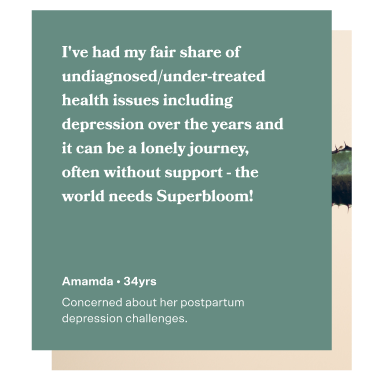 I've had my fair share of
undiagnosed/under-treated
health issues including
depression over the years and
it can be a lonely journey,
often without support - the
world needs Superbloom!
Amamda • 34yrs
Concerned about her postpartum
depression challenges.